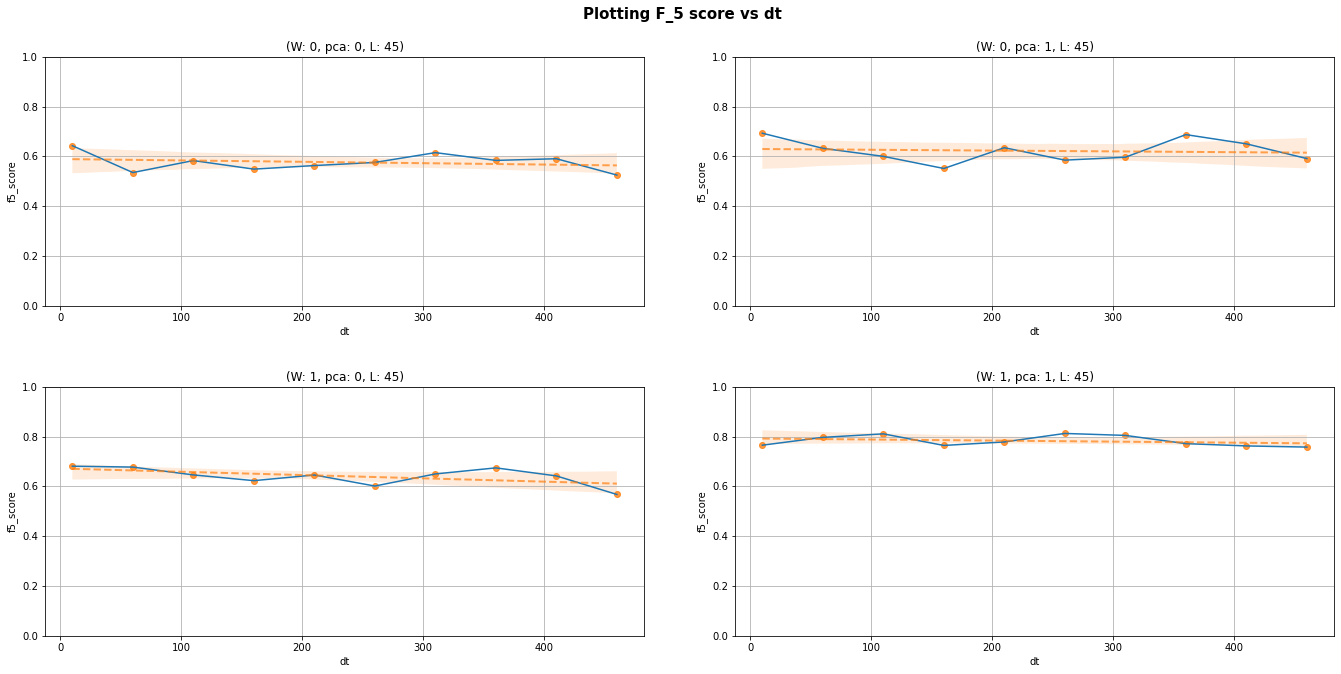 Plotting F_5 score vs dt
(W: 0, pca: 0, L: 45)
1.0
0.8
0.6
0.4
0.2
0.0
f5_score
0 100 200 300 400
dt
(W: 0, pca: 1, L: 45)
1.0
0.8
0.6
0.4
0.2
0.0
f5_score
0 100 200 300 400
dt
(W: 1, pca: 0, L: 45)
1.0
0.8
0.6
0.4
0.2
0.0
f5_score
0 100 200 300 400
dt
(W: 1, pca: 1, L: 45)
1.0
0.8
0.6
0.4
0.2
0.0
f5_score
0 100 200 300 400
dt